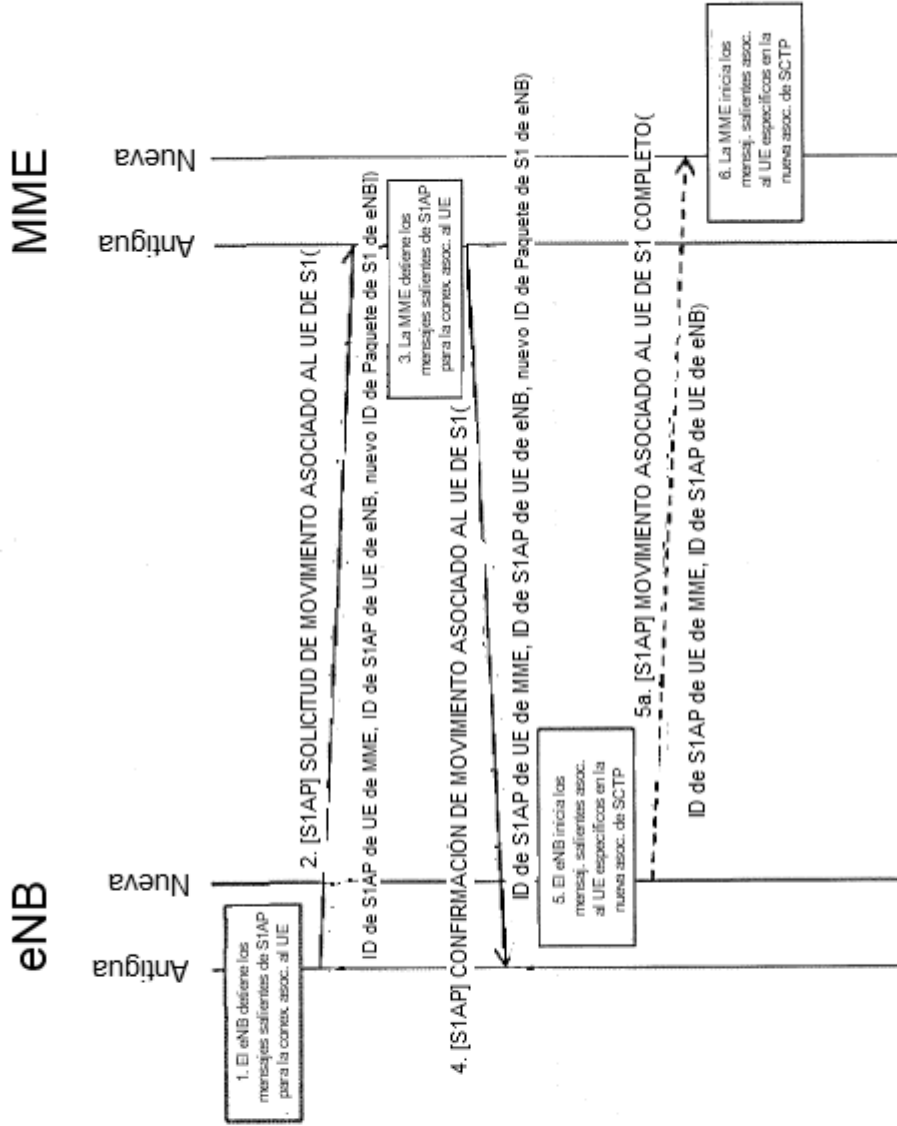 eNB
MME
Antigua
Nueva
Antigua
Nueva
1. El eNB detiene los
mensajes salientes de S1AP
para la conex. asoc. al UE
2. [S1AP] SOLICITUD DE MOVIMIENTO ASOCIADO AL UE DE S1(
ID de S1AP de UE de MME, ID de S1AP de UE de eNB, nuevo ID de Paquete de S1 de eNB])
3. La MME detiene los
mensajes salientes de S1AP
para la conex. asoc. al UE
4. [S1AP] CONFIRMACIÓN DE MOVIMIENTO ASOCIADO AL UE DE S1(
ID de S1AP de UE de MME, ID de S1AP de UE de eNB, nuevo ID de Paquete de S1 de eNB)
5. El eNB inicia los
mensaj. salientes asoc.
al UE específicos en la
nueva asoc. de SCTP
5a. [S1AP] MOVIMIENTO ASOCIADO AL UE DE S1 COMPLETO(
ID de S1AP de UE de MME, ID de S1AP de UE de eNB)
6. La MME inicia los
mensaj. salientes asoc.
al UE específicos en la
nueva asoc. de SCTP